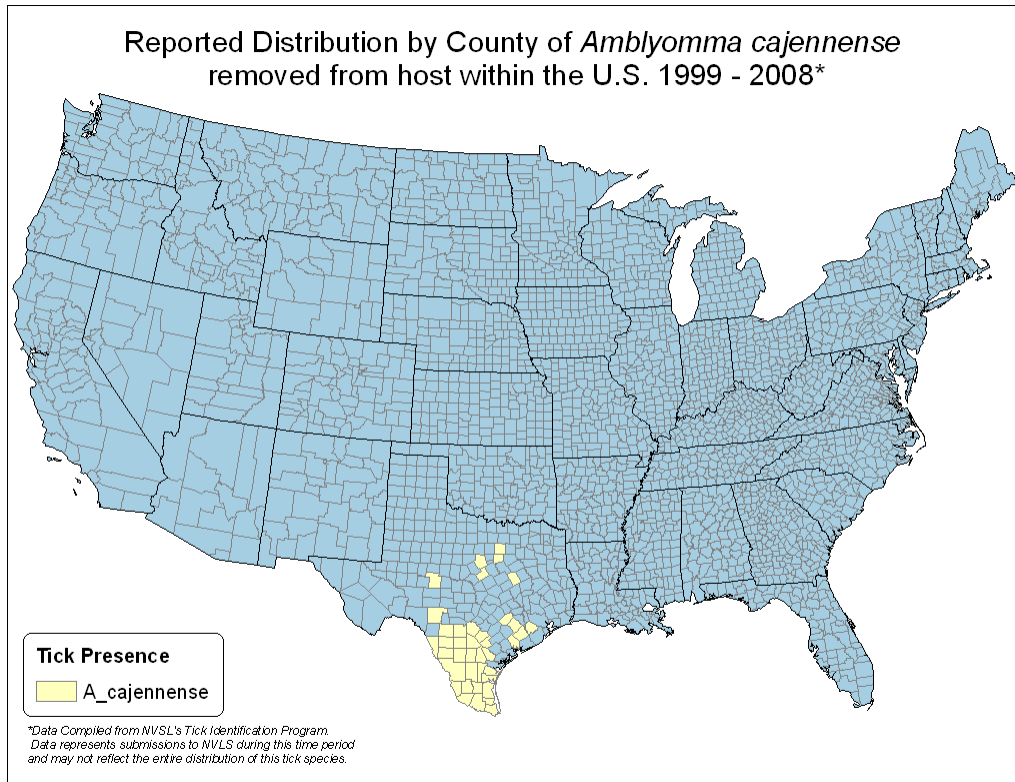 Reported Distribution by County of Amblyomma cajennense
removed from host within the U.S. 1999 - 2008*
Tick Presence
A_cajennense
*Data Compiled from NVSL's Tick Identification Program.
Data represents submissions to NVLS during this time period
and may not reflect the entire distribution of this tick species.